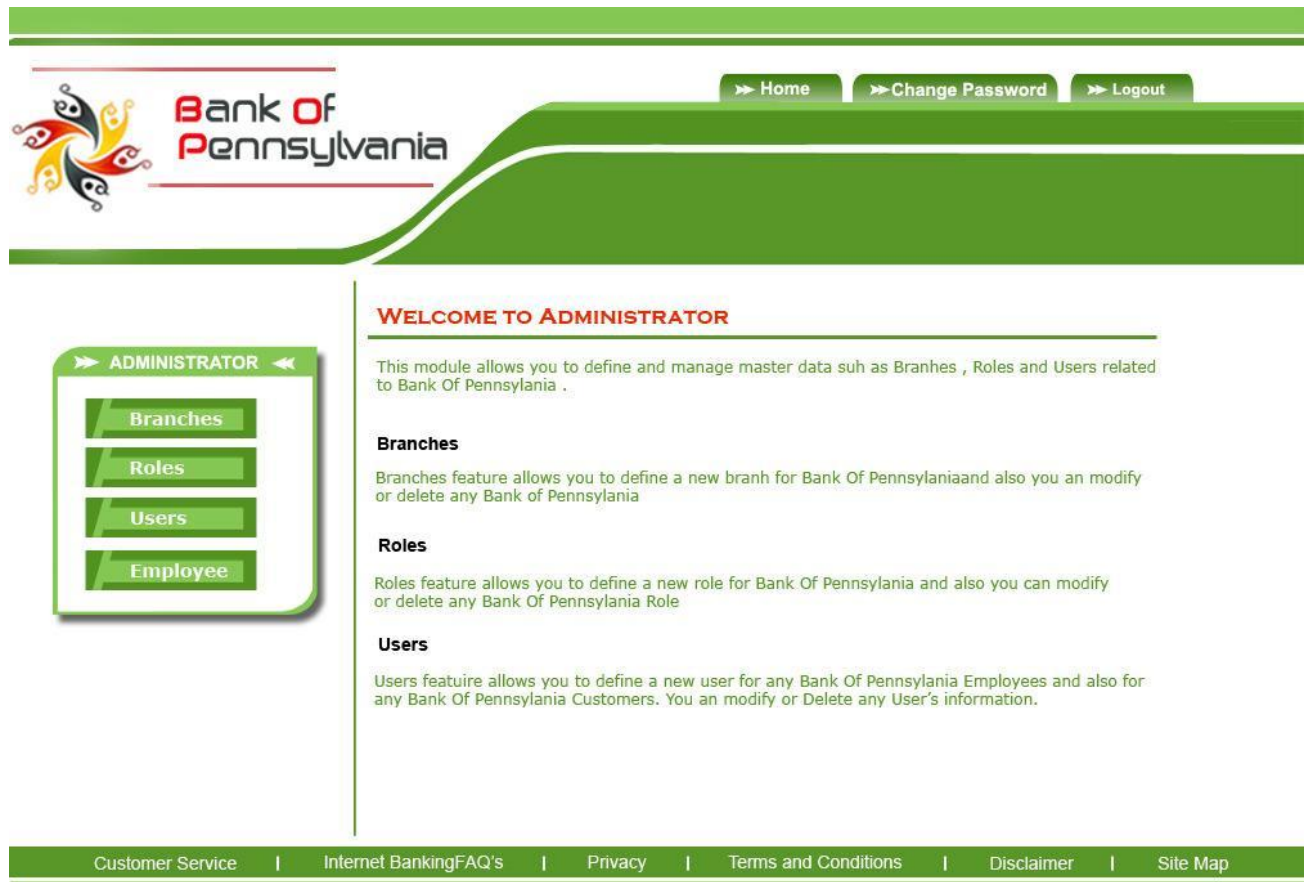 Bank Of
Pennsylvania
Home
Change Password
Logout
ADMINISTRATOR
Branches
Roles
Users
Employee
WELCOME TO ADMINISTRATOR
This module allows you to define and manage master data suh as Branhes , Roles and Users related
to Bank Of Pennsylania .
Branches
Branches feature allows you to define a new branh for Bank Of Pennsylaniaand also you an modify
or delete any Bank of Pennsylania
Roles
Roles feature allows you to define a new role for Bank Of Pennsylania and also you can modify
or delete any Bank Of Pennsylania Role
Users
Users featuire allows you to define a new user for any Bank Of Pennsylania Employees and also for
any Bank Of Pennsylania Customers. You an modify or Delete any User’s information.
Customer Service | Internet BankingFAQ's | Privacy | Terms and Conditions | Disclaimer | Site Map